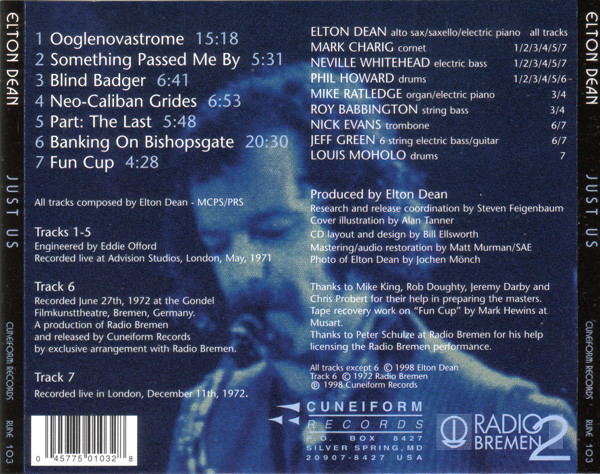 ELTON DEAN
JUST US
CUNEIFORM RECORDS
RUNE 103
1 Ooglenovastrome 15:18
2 Something Passed Me By 5:31
3 Blind Badger 6:41
4 Neo-Caliban Grides 6:53
5 Part: The Last 5:48
6 Banking On Bishopsgate 20:30
7 Fun Cup 4:28
All tracks composed by Elton Dean - MCPS/PRS
Tracks 1-5
Engineered by Eddie Offord
Recorded live at Advision Studios, London, May, 1971
Track 6
Recorded June 27th, 1972 at the Gondel
Filmkunsttheatre, Bremen, Germany.
A production of Radio Bremen
and released by Cuneiform Records
by exclusive arrangement with Radio Bremen.
Track 7
Recorded live in London, December 11th, 1972.
0 45775 01032 8
ELTON DEAN alto sax/saxello/electric piano all tracks
MARK CHARIG cornet 1/2/3/4/5/7
NEVILLE WHITEHEAD electric bass 1/2/3/4/5/7
PHIL HOWARD drums 1/2/3/4/5/6
MIKE RATLEDGE organ/electric piano 3/4
ROY BABBINGTON string bass 3/4
NICK EVANS trombone 6/7
JEFF GREEN 6 string electric bass/guitar 6/7
LOUIS MOHOLO drums 7
Produced by Elton Dean
Research and release coordination by Steven Feigenbaum
Cover illustration by Alan Tanner
CD layout and design by Bill Ellsworth
Mastering/audio restoration by Matt Murman/SAE
Photo of Elton Dean by Jochen Mönch
Thanks to Mike King, Rob Doughty, Jeremy Darby and
Chris Probert for their help in preparing the masters.
Tape recovery work on "Fun Cup" by Mark Hewins at
Musart.
Thanks to Peter Schulze at Radio Bremen for his help
licensing the Radio Bremen performance.
All tracks except 6 © 1998 Elton Dean
Track 6 © 1972 Radio Bremen
℗ 1998 Cuneiform Records
CUNEIFORM
RECORDS
P.O. BOX 8427
SILVER SPRING, MD
20907-8427 USA
RADIO
BREMEN 2
ELTON DEAN
JUST US
CUNEIFORM RECORDS
RUNE 103